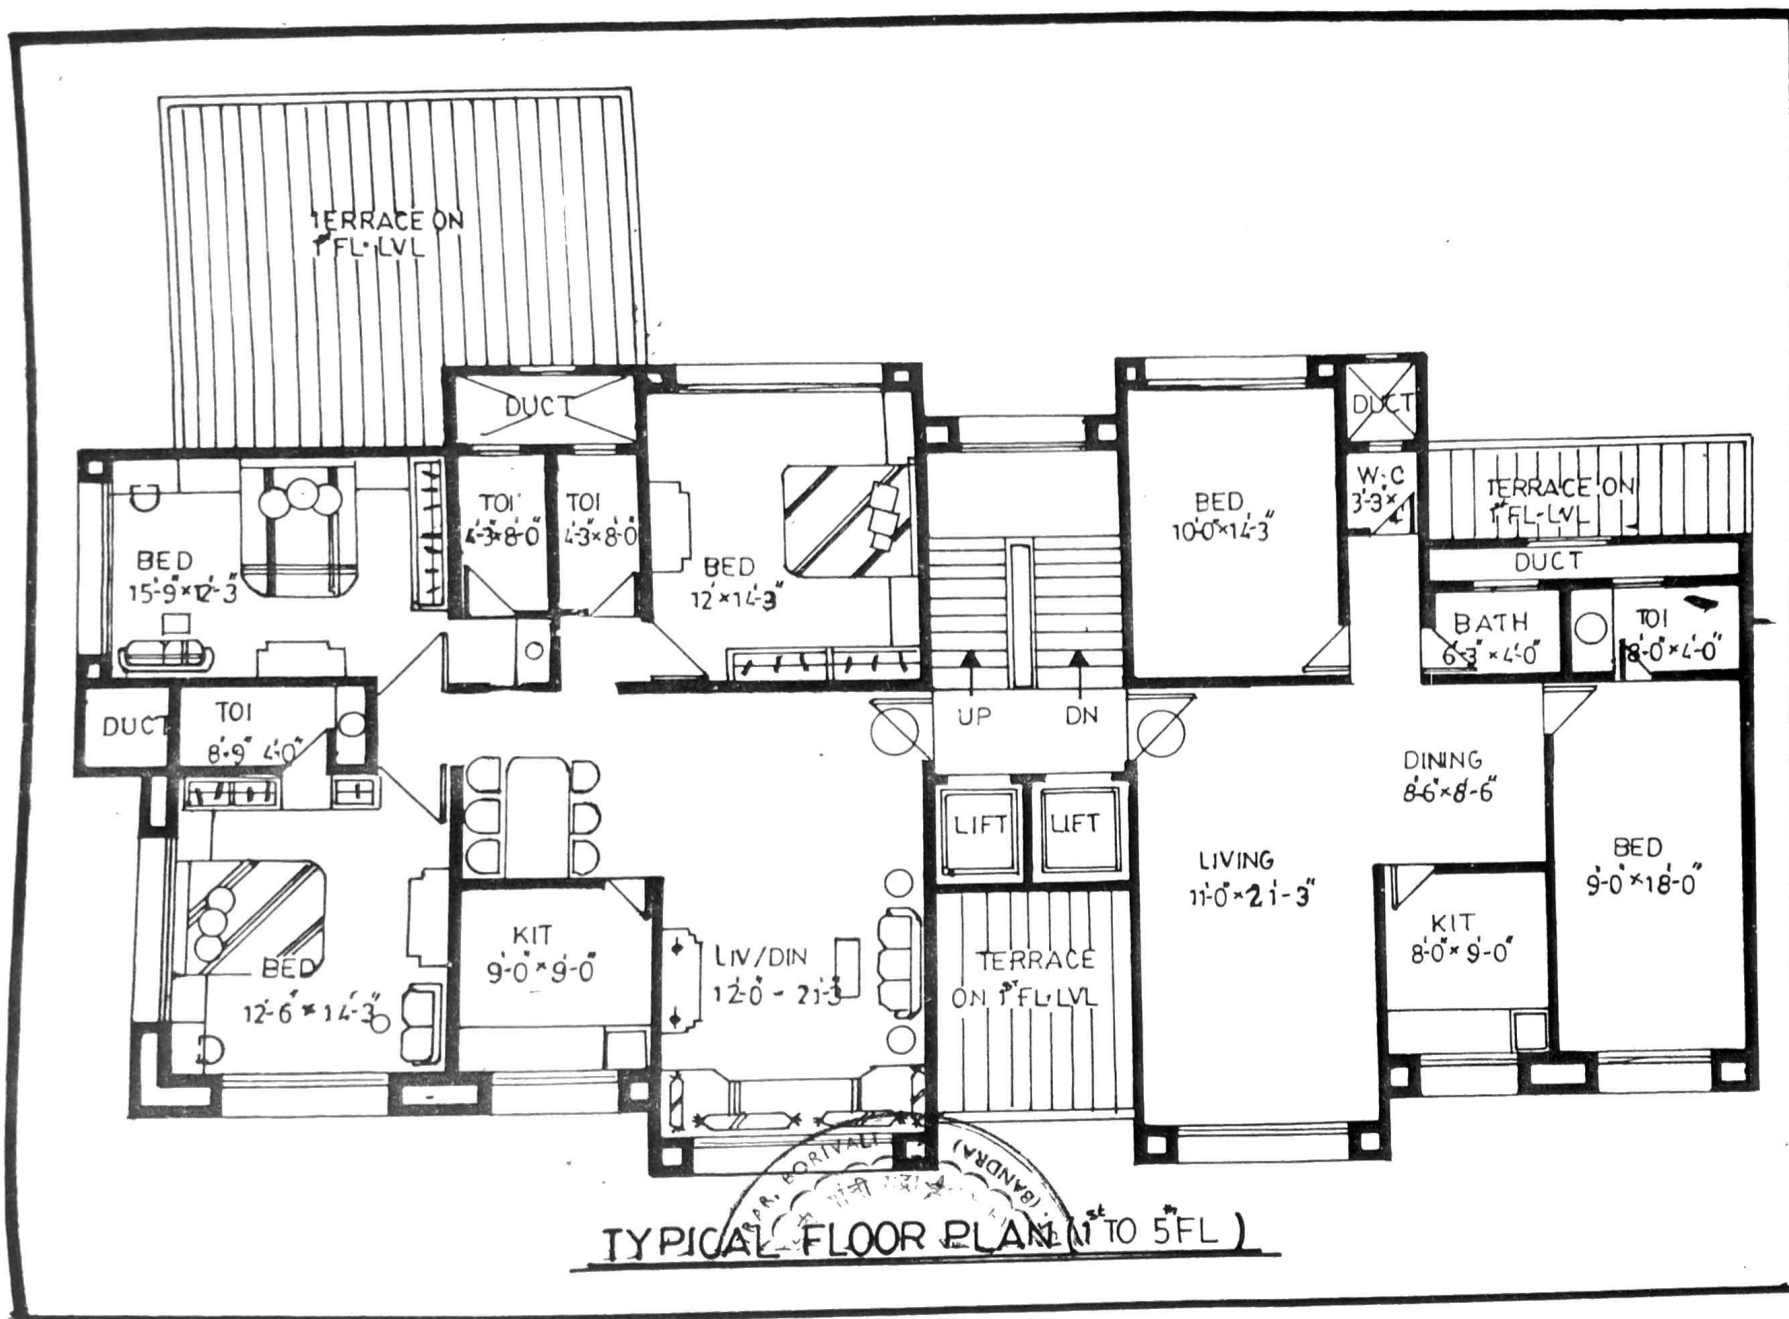 TERRACE ON
1st FL·LVL
DUCT
TOI
4'-3"×8'-0"
TOI
4'-3"×8'-0"
BED
15'-9"×12'-3"
BED
12'×14'-3"
DUCT
TOI
8'-9" 4'-0"
BED
12'-6"×14'-3"
KIT
9'-0"×9'-0"
LIV/DIN
12'-0" - 21'-3"
UP
DN
LIFT
LIFT
TERRACE
ON 1ST FL·LVL
BED
10'-0"×14'-3"
DUCT
W·C
3'-3"×
TERRACE ON
1st FL·LVL
DUCT
BATH
6'-3"×4'-0"
TOI
8'-0"×4'-0"
DINING
8'-6"×8'-6"
LIVING
11'-0"×21'-3"
KIT
8'-0"×9'-0"
BED
9'-0"×18'-0"
BORIVALI
(BANDRA)
TYPICAL FLOOR PLAN (1st TO 5th FL)